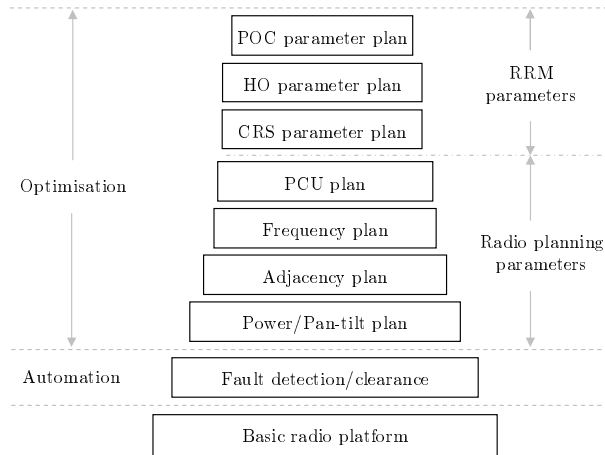 POC parameter plan
HO parameter plan
CRS parameter plan
RRM
parameters
PCU plan
Optimisation
Frequency plan
Radio planning
parameters
Adjacency plan
Power/Pan-tilt plan
Automation
Fault detection/clearance
Basic radio platform